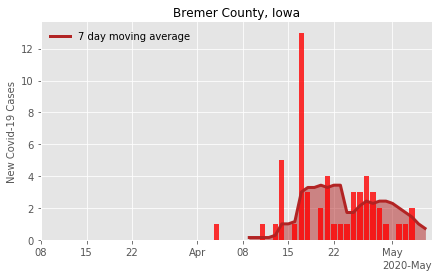 Bremer County, Iowa
7 day moving average
New Covid-19 Cases
12
10
8
6
4
2
0
08 15 22 Apr 08 15 22 May
2020-May